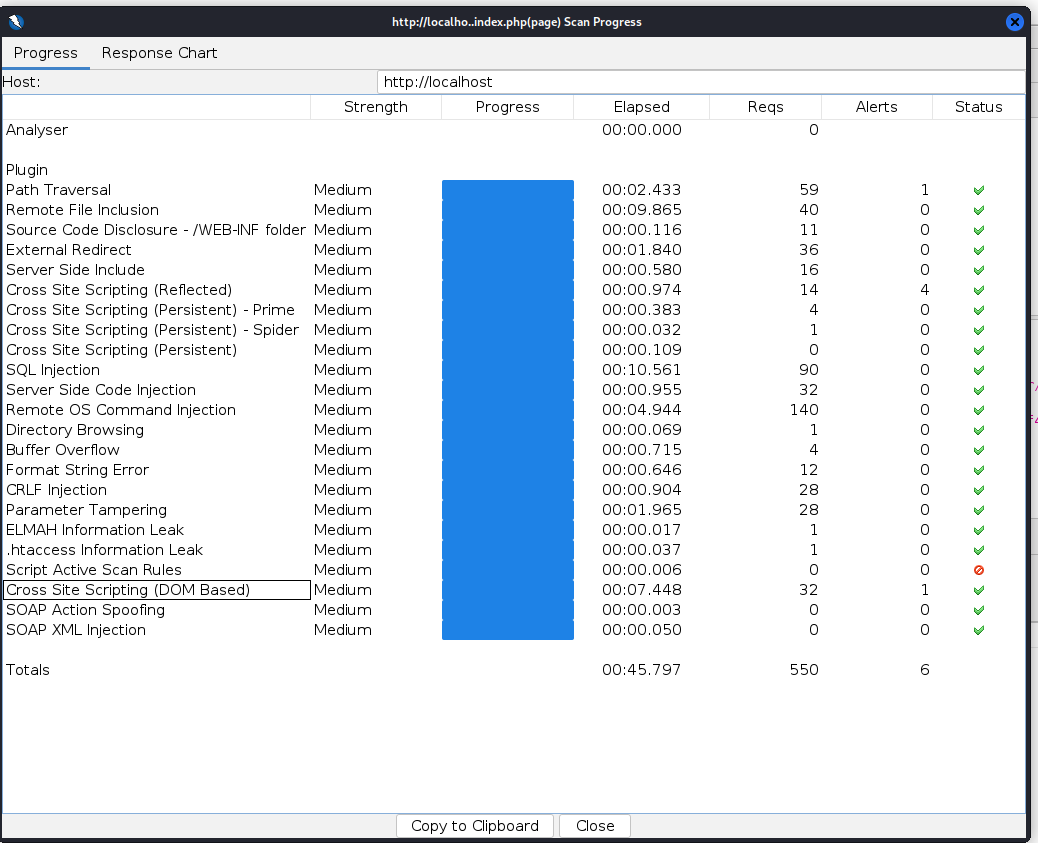 http://localho..index.php(page) Scan Progress
Progress Response Chart
Host: http://localhost
Strength Progress Elapsed Reqs Alerts Status
Analyser 00:00.000 0
Plugin
Path Traversal Medium 00:02.433 59 1
Remote File Inclusion Medium 00:09.865 40 0
Source Code Disclosure - /WEB-INF folder Medium 00:00.116 11 0
External Redirect Medium 00:01.840 36 0
Server Side Include Medium 00:00.580 16 0
Cross Site Scripting (Reflected) Medium 00:00.974 14 4
Cross Site Scripting (Persistent) - Prime Medium 00:00.383 4 0
Cross Site Scripting (Persistent) - Spider Medium 00:00.032 1 0
Cross Site Scripting (Persistent) Medium 00:00.109 0 0
SQL Injection Medium 00:10.561 90 0
Server Side Code Injection Medium 00:00.955 32 0
Remote OS Command Injection Medium 00:04.944 140 0
Directory Browsing Medium 00:00.069 1 0
Buffer Overflow Medium 00:00.715 4 0
Format String Error Medium 00:00.646 12 0
CRLF Injection Medium 00:00.904 28 0
Parameter Tampering Medium 00:01.965 28 0
ELMAH Information Leak Medium 00:00.017 1 0
.htaccess Information Leak Medium 00:00.037 1 0
Script Active Scan Rules Medium 00:00.006 0 0
Cross Site Scripting (DOM Based) Medium 00:07.448 32 1
SOAP Action Spoofing Medium 00:00.003 0 0
SOAP XML Injection Medium 00:00.050 0 0
Totals 00:45.797 550 6
Copy to Clipboard Close